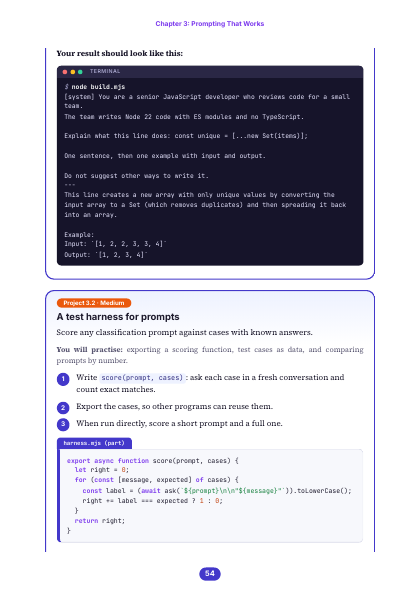 Chapter 3: Prompting That Works
Your result should look like this:
TERMINAL
$ node build.mjs
[system] You are a senior JavaScript developer who reviews code for a small
team.
The team writes Node 22 code with ES modules and no TypeScript.
Explain what this line does: const unique = [...new Set(items)];
One sentence, then one example with input and output.
Do not suggest other ways to write it.
---
This line creates a new array with only unique values by converting the
input array to a Set (which removes duplicates) and then spreading it back
into an array.
Example:
Input: `[1, 2, 2, 3, 3, 4]`
Output: `[1, 2, 3, 4]`
Project 3.2 · Medium
A test harness for prompts
Score any classification prompt against cases with known answers.
You will practise: exporting a scoring function, test cases as data, and comparing
prompts by number.
1 Write score(prompt, cases): ask each case in a fresh conversation and
count exact matches.
2 Export the cases, so other programs can reuse them.
3 When run directly, score a short prompt and a full one.
harness.mjs (part)
export async function score(prompt, cases) {
let right = 0;
for (const [message, expected] of cases) {
const label = (await ask(`${prompt}\n\n"${message}"`)).toLowerCase();
right += label === expected ? 1 : 0;
}
return right;
}
54